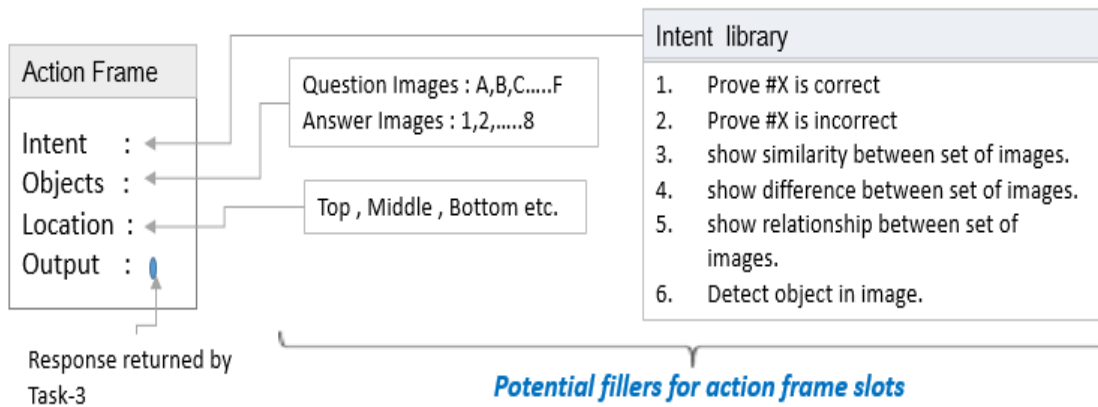 Action Frame
Intent :
Objects :
Location :
Output :
Response returned by
Task-3
Question Images : A,B,C.....F
Answer Images : 1,2,.....8
Top , Middle , Bottom etc.
Intent library
1. Prove #X is correct
2. Prove #X is incorrect
3. show similarity between set of images.
4. show difference between set of images.
5. show relationship between set of
images.
6. Detect object in image.
Potential fillers for action frame slots